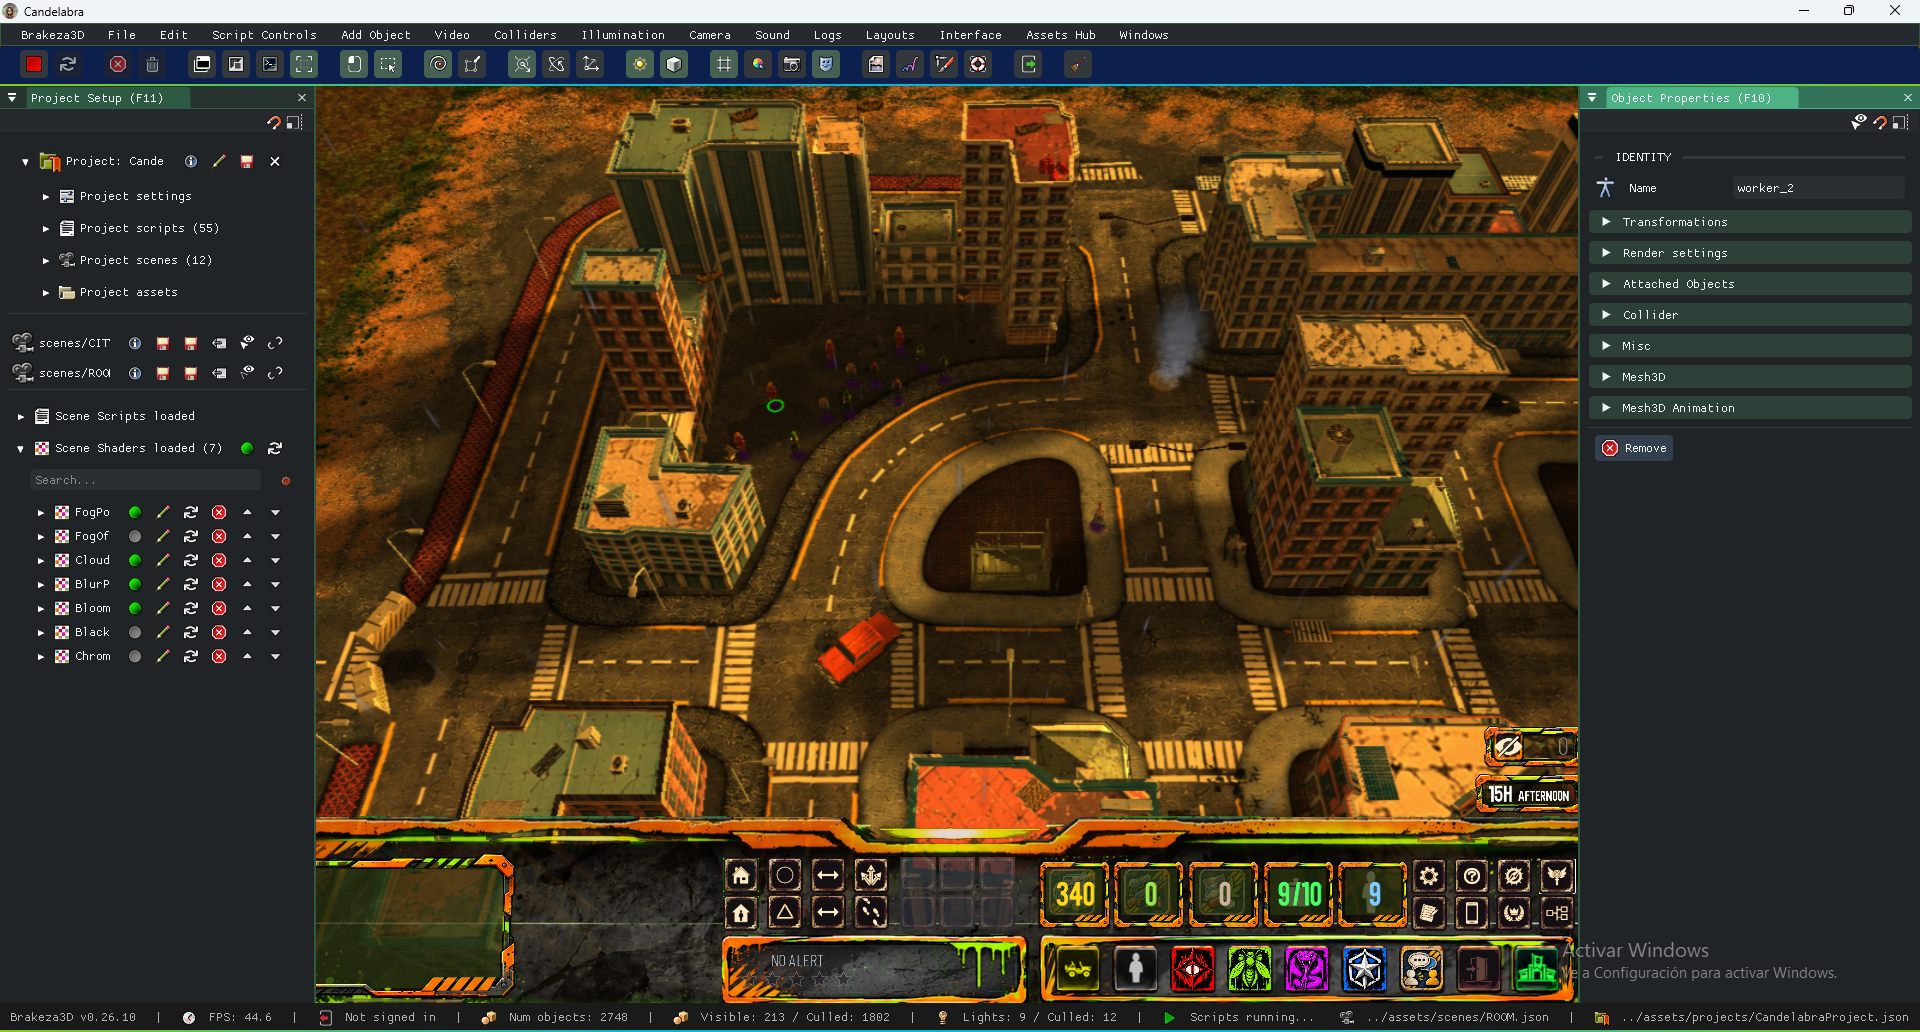 Candelabra
Brakeza3D File Edit Script Controls Add Object Video Colliders Illumination Camera Sound Logs Layouts Interface Assets Hub Windows
Project Setup (F11)
Project: Cande
Project settings
Project scripts (55)
Project scenes (12)
Project assets
scenes/CIT
scenes/ROO
Scene Scripts loaded
Scene Shaders loaded (7)
Search...
FogPo
FogOf
Cloud
BlurP
Bloom
Black
Chrom
0
15H AFTERNOON
340 0 0 9/10 9
NO ALERT
Object Properties (F10)
IDENTITY
Name worker_2
Transformations
Render settings
Attached Objects
Collider
Misc
Mesh3D
Mesh3D Animation
Remove
Activar Windows
Ve a Configuración para activar Windows.
Brakeza3D v0.26.10 | FPS: 44.6 | Not signed in | Num objects: 2748 | Visible: 213 / Culled: 1802 | Lights: 9 / Culled: 12 | Scripts running... ../assets/scenes/ROOM.json | ../assets/projects/CandelabraProject.json